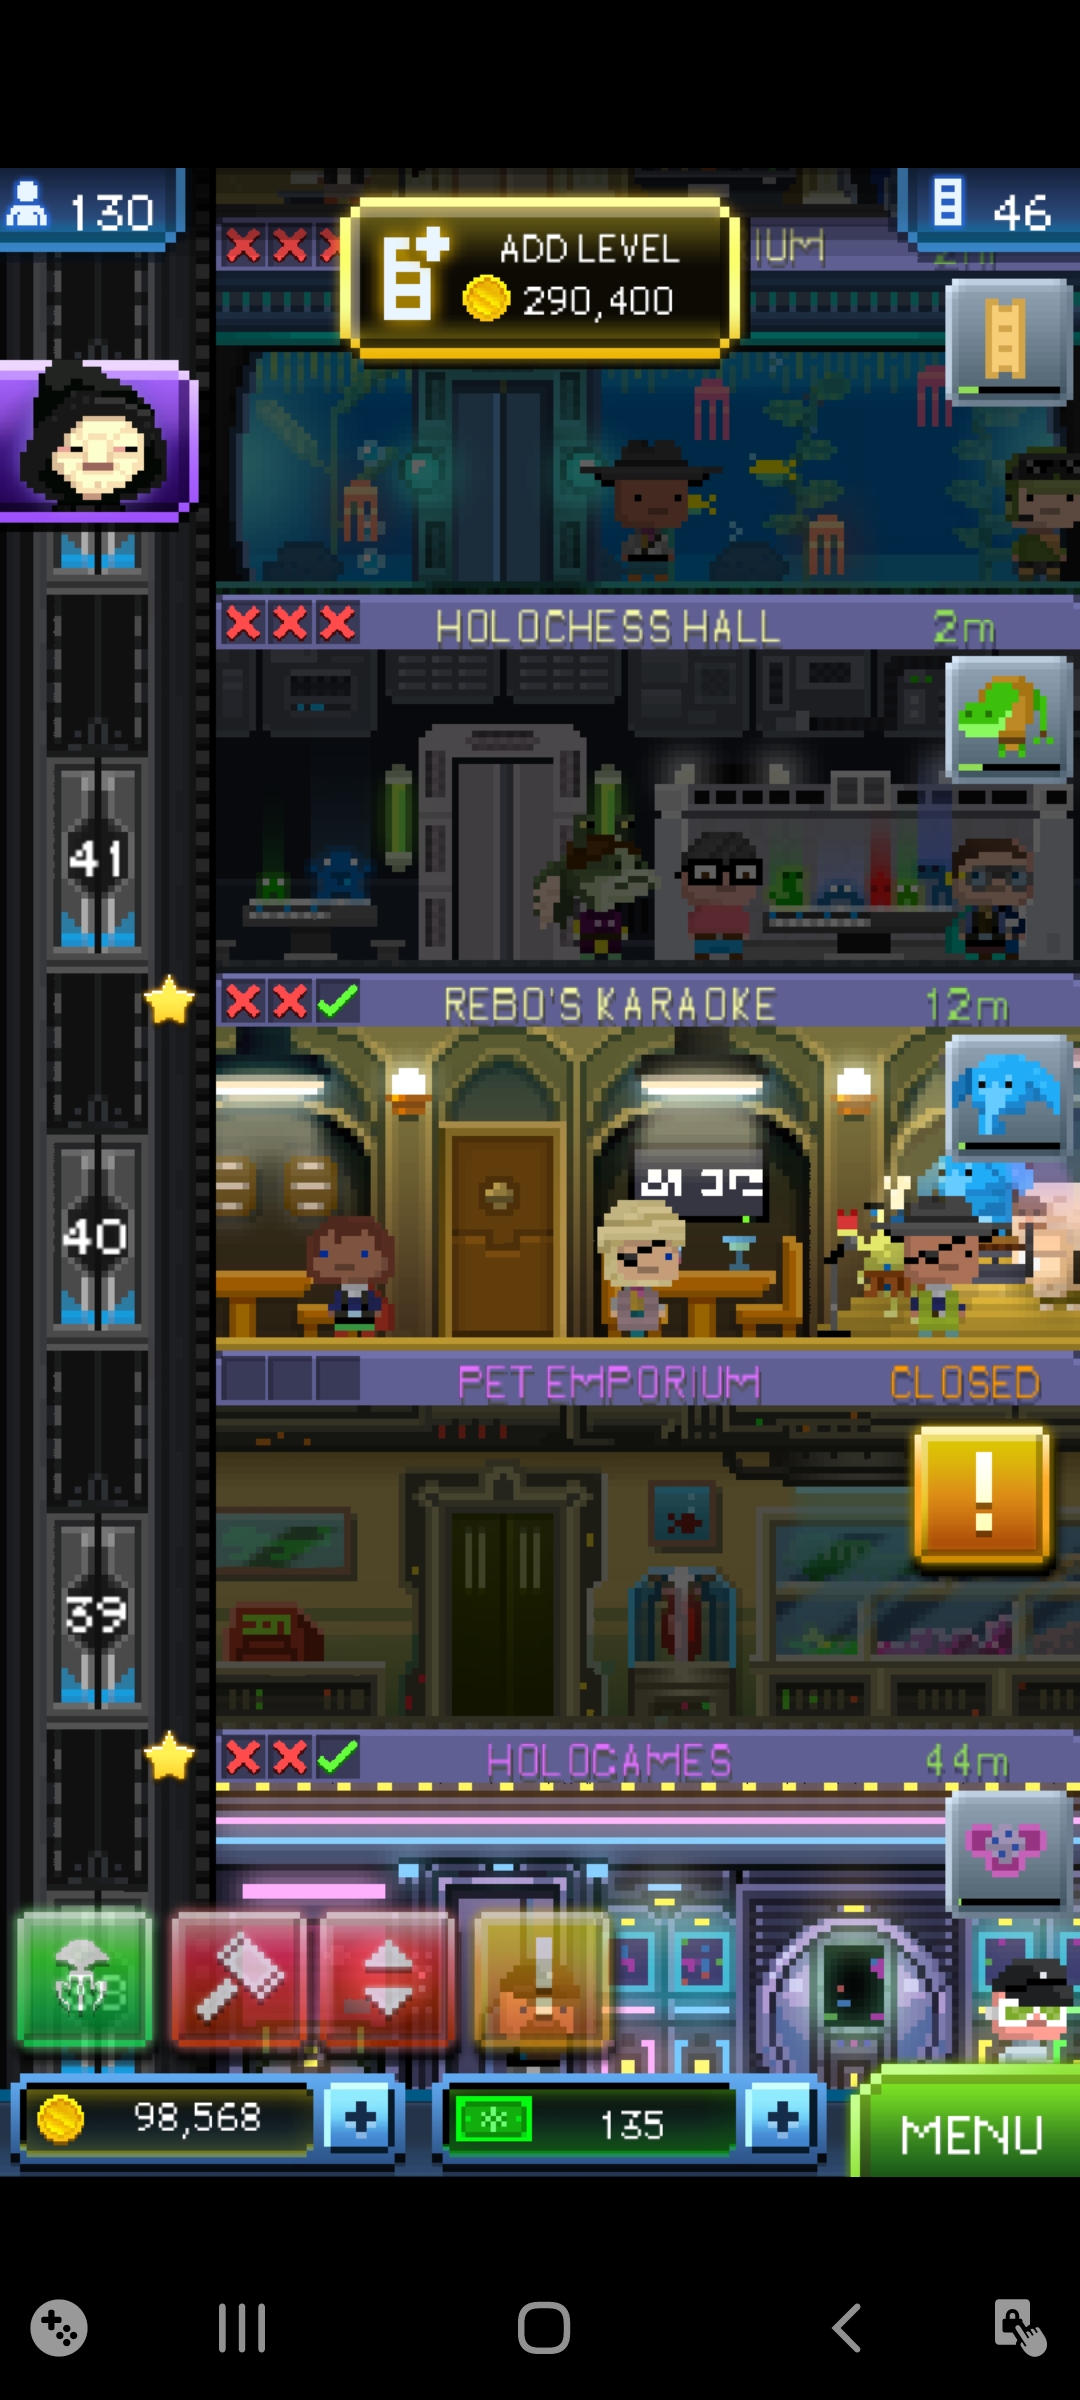 130
ADD LEVEL
290,400
46
IUM
2m
HOLOCHESS HALL
2m
41
REBO'S KARAOKE
12m
40
PET EMPORIUM
CLOSED
!
39
HOLOGAMES
44m
!
98,568
+
135
+
MENU